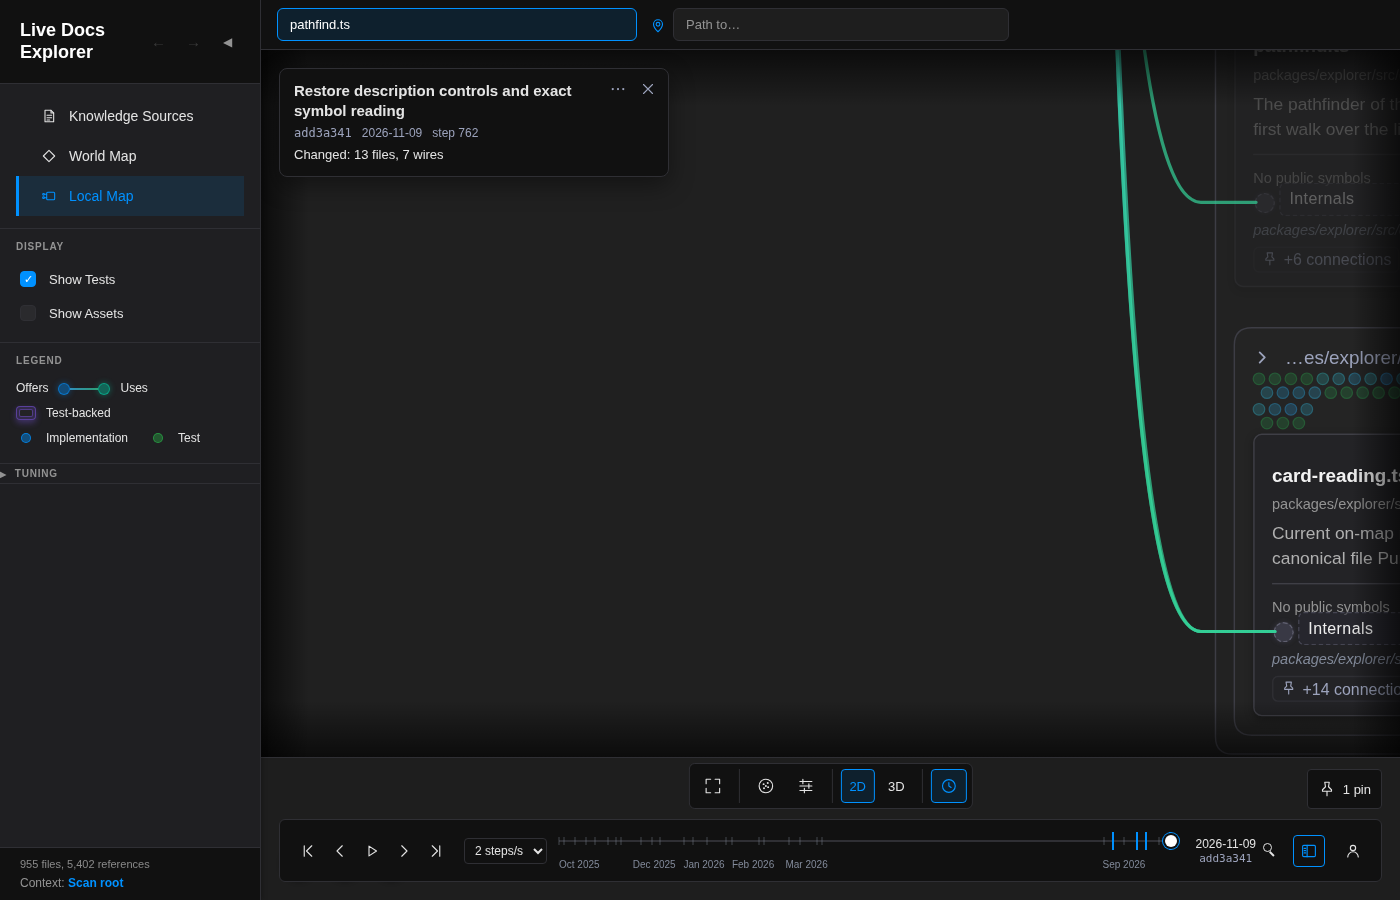 Live Docs
Explorer
Knowledge Sources
World Map
Local Map
DISPLAY
Show Tests
Show Assets
LEGEND
Offers Uses
Test-backed
Implementation Test
TUNING
955 files, 5,402 references
Context: Scan root
pathfind.ts
Path to…
Restore description controls and exact
symbol reading
add3a341 2026-11-09 step 762
Changed: 13 files, 7 wires
packages/explorer/src/
The pathfinder of
first walk over the
No public symbols
Internals
packages/explorer/src/
+6 connections
…es/explorer/
card-reading.ts
packages/explorer/s
Current on-map
canonical file Pu
No public symbols
Internals
packages/explorer/s
+14 connectio
2D 3D
1 pin
2 steps/s
Oct 2025 Dec 2025 Jan 2026 Feb 2026 Mar 2026 Sep 2026
2026-11-09
add3a341